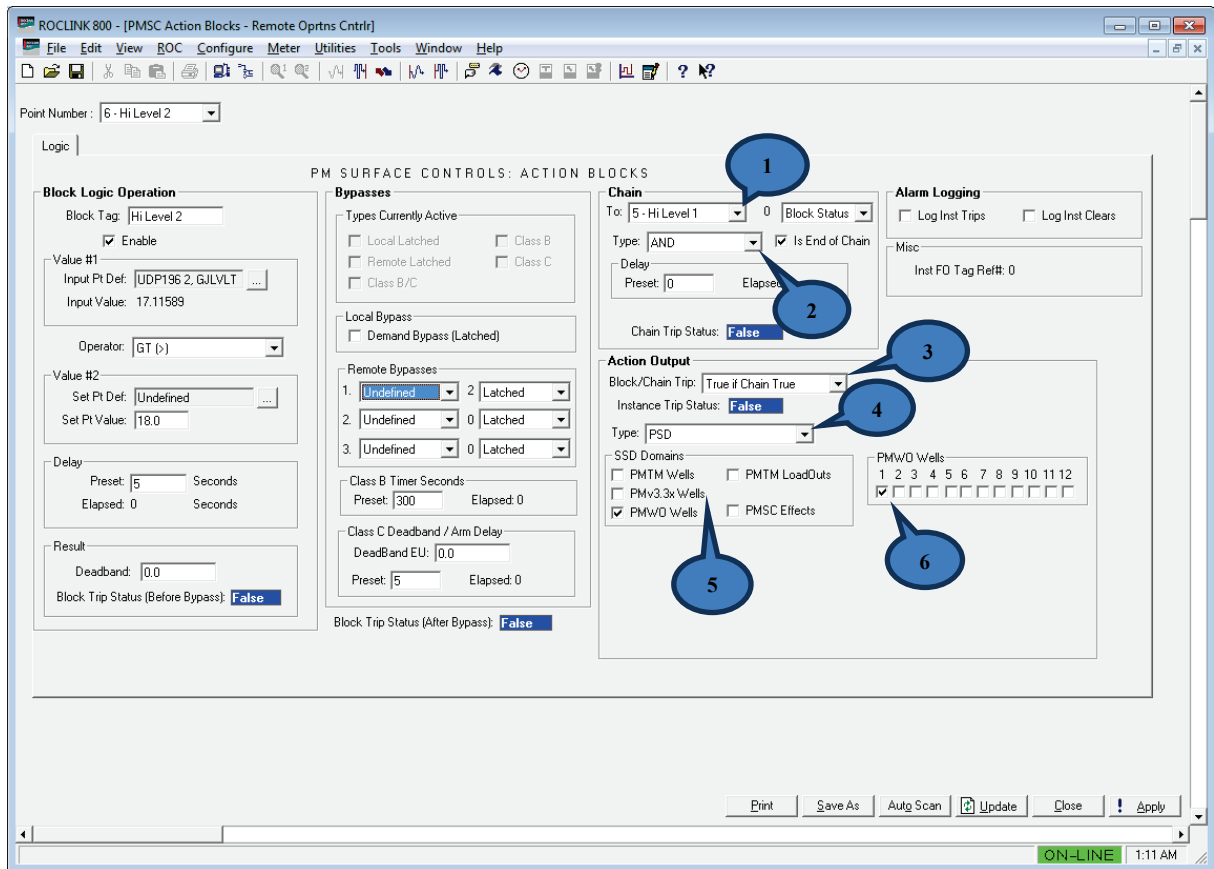 ROCLINK 800 - [PMSC Action Blocks - Remote Oprtns Cntrlr]
File Edit View ROC Configure Meter Utilities Tools Window Help
Point Number : 6 - Hi Level 2
Logic
PM SURFACE CONTROLS: ACTION BLOCKS
Block Logic Operation
Block Tag: Hi Level 2
Enable
Value #1
Input Pt Def: UDP196 2, GJLVLT ...
Input Value: 17.11589
Operator: GT (>)
Value #2
Set Pt Def: Undefined ...
Set Pt Value: 18.0
Delay
Preset: 5 Seconds
Elapsed: 0 Seconds
Result
Deadband: 0.0
Block Trip Status (Before Bypass): False
Bypasses
Types Currently Active
Local Latched Class B
Remote Latched Class C
Class B/C
Local Bypass
Demand Bypass (Latched)
Remote Bypasses
1. Undefined 2 Latched
2. Undefined 0 Latched
3. Undefined 0 Latched
Class B Timer Seconds
Preset: 300 Elapsed: 0
Class C Deadband / Arm Delay
DeadBand EU: 0.0
Preset: 5 Elapsed: 0
Block Trip Status (After Bypass): False
1
Chain
To: 5 - Hi Level 1 0 Block Status
Type: AND Is End of Chain
Delay
Preset: 0 Elapsed
2
Chain Trip Status: False
3
Action Output
Block/Chain Trip: True if Chain True
Instance Trip Status: False
4
Type: PSD
SSD Domains
PMTM Wells PMTM LoadOuts
PMv3.3x Wells
PMWO Wells PMSC Effects
5
PMWO Wells
1 2 3 4 5 6 7 8 9 10 11 12
6
Alarm Logging
Log Inst Trips Log Inst Clears
Misc
Inst FO Tag Ref#: 0
Print Save As Auto Scan Update Close ! Apply
ON-LINE 1:11 AM